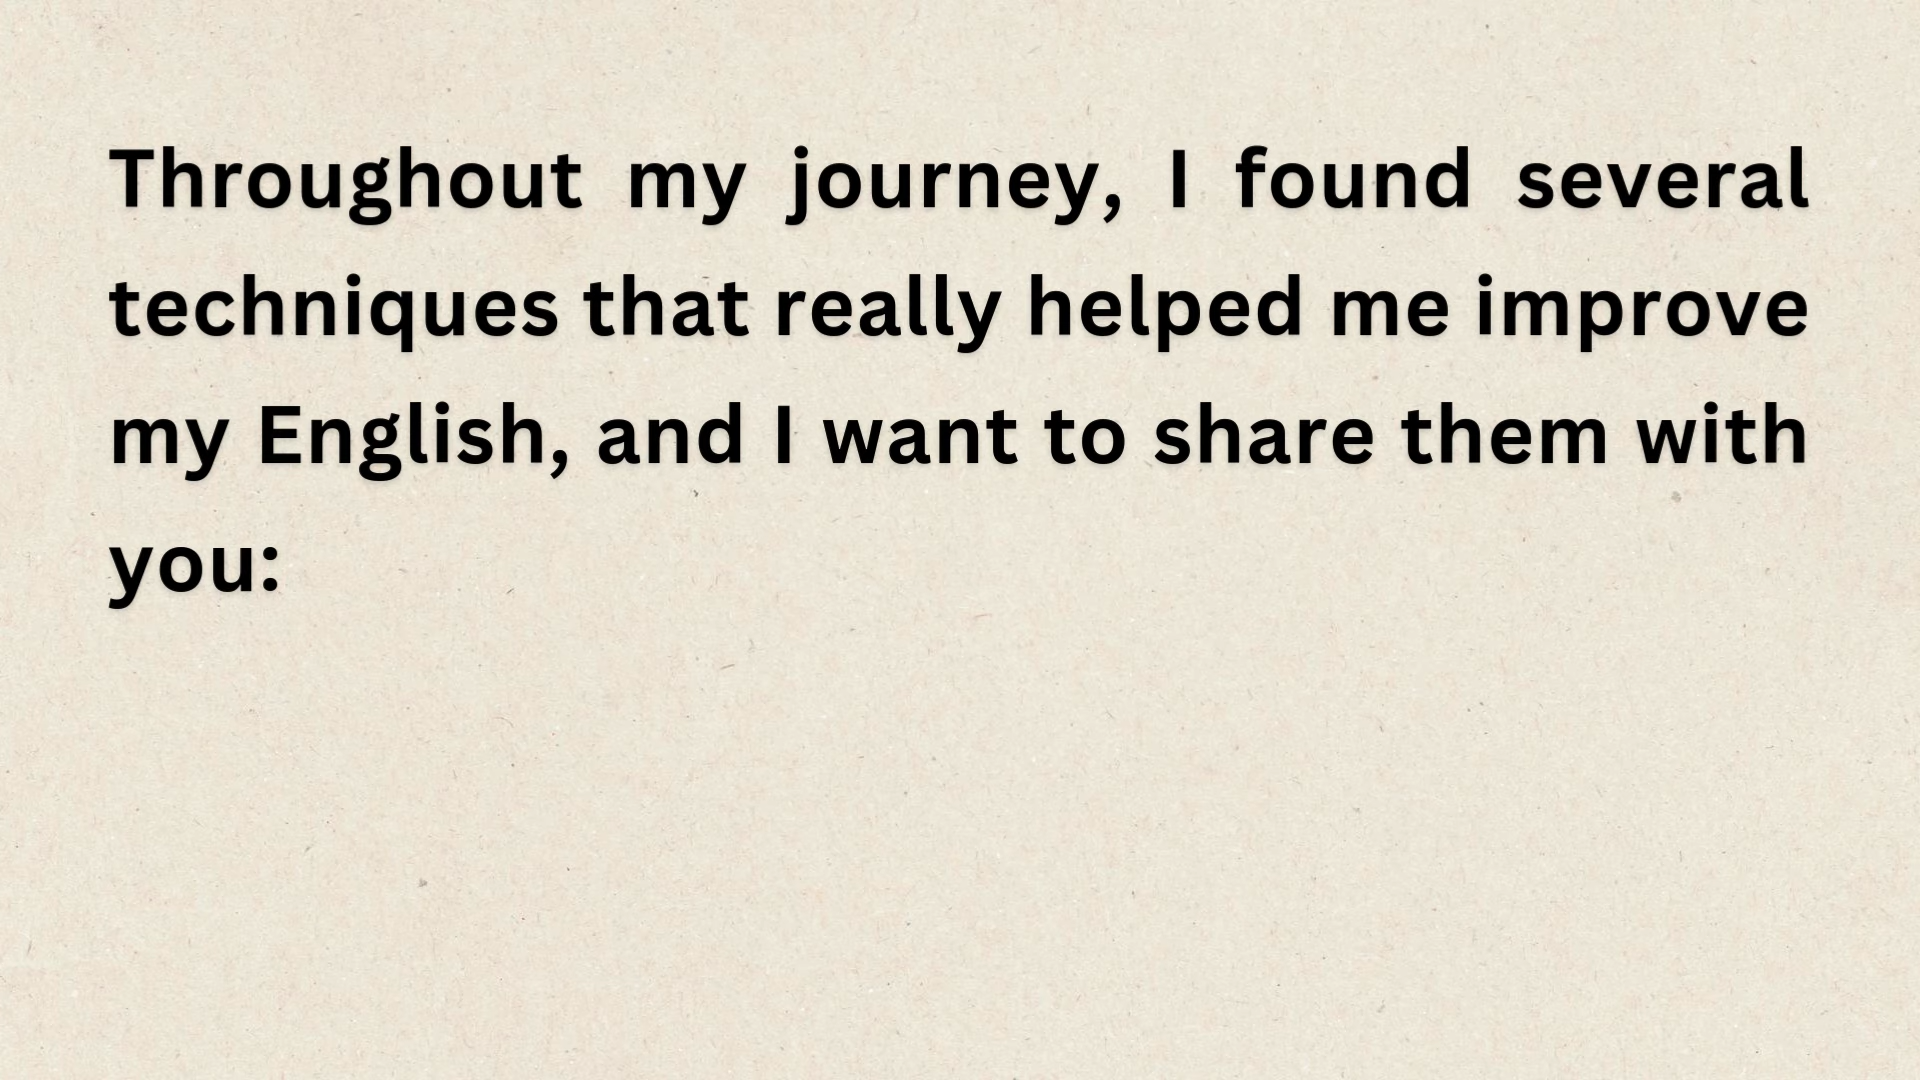 Throughout my journey, I found several
techniques that really helped me improve
my English, and I want to share them with
you: